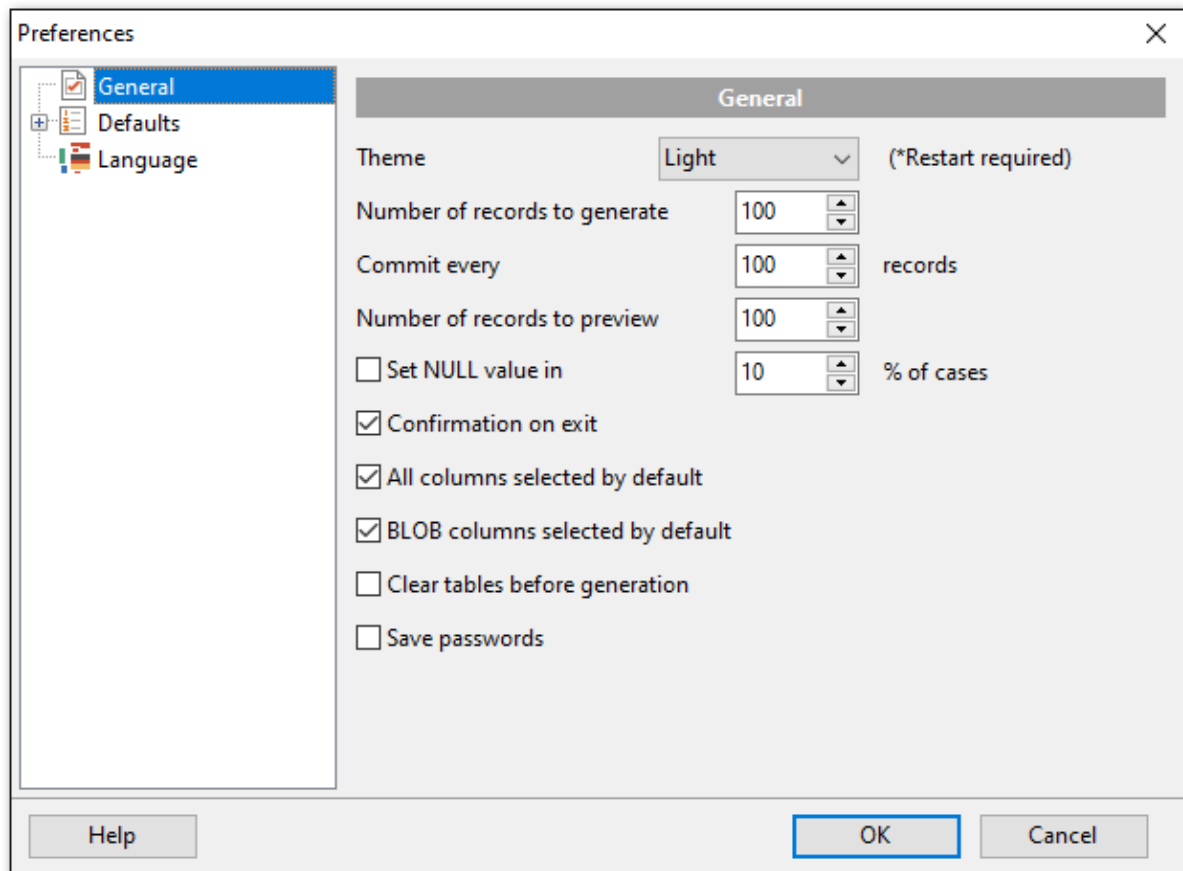 Preferences
General
Defaults
Language
General
Theme Light (*Restart required)
Number of records to generate 100
Commit every 100 records
Number of records to preview 100
Set NULL value in 10 % of cases
Confirmation on exit
All columns selected by default
BLOB columns selected by default
Clear tables before generation
Save passwords
Help OK Cancel